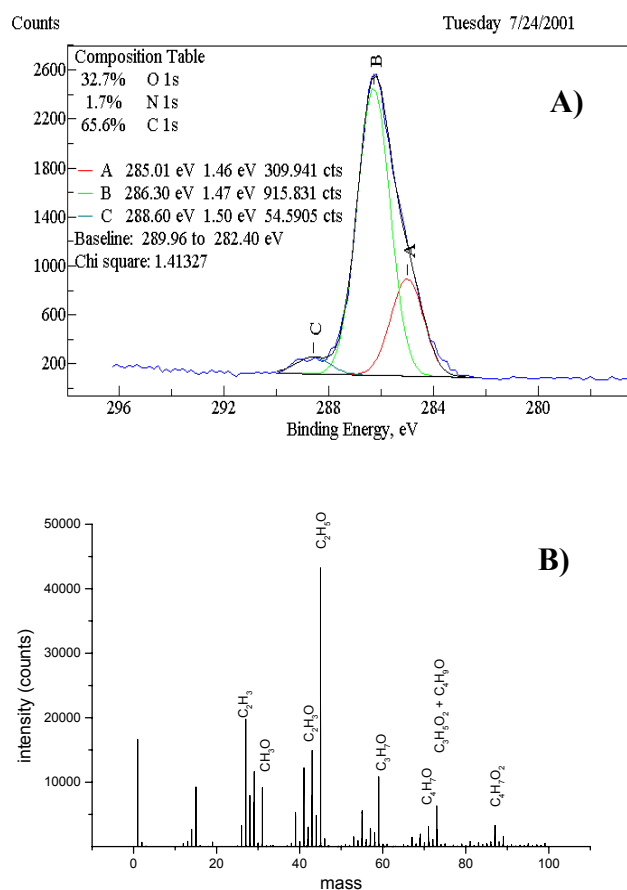 Counts Tuesday 7/24/2001
Composition Table
32.7% O 1s
1.7% N 1s
65.6% C 1s
A 285.01 eV 1.46 eV 309.941 cts
B 286.30 eV 1.47 eV 915.831 cts
C 288.60 eV 1.50 eV 54.5905 cts
Baseline: 289.96 to 282.40 eV
Chi square: 1.41327
A)
B
A
C
2600
2200
1800
1400
1000
600
200
296 292 288 284 280
Binding Energy, eV
B)
50000
40000
30000
20000
10000
intensity (counts)
C₂H₃
CH₃O
C₂H₃O
C₂H₅O
C₃H₇O
C₄H₇O
C₃H₅O₂ + C₄H₉O
C₄H₇O₂
0 20 40 60 80 100
mass